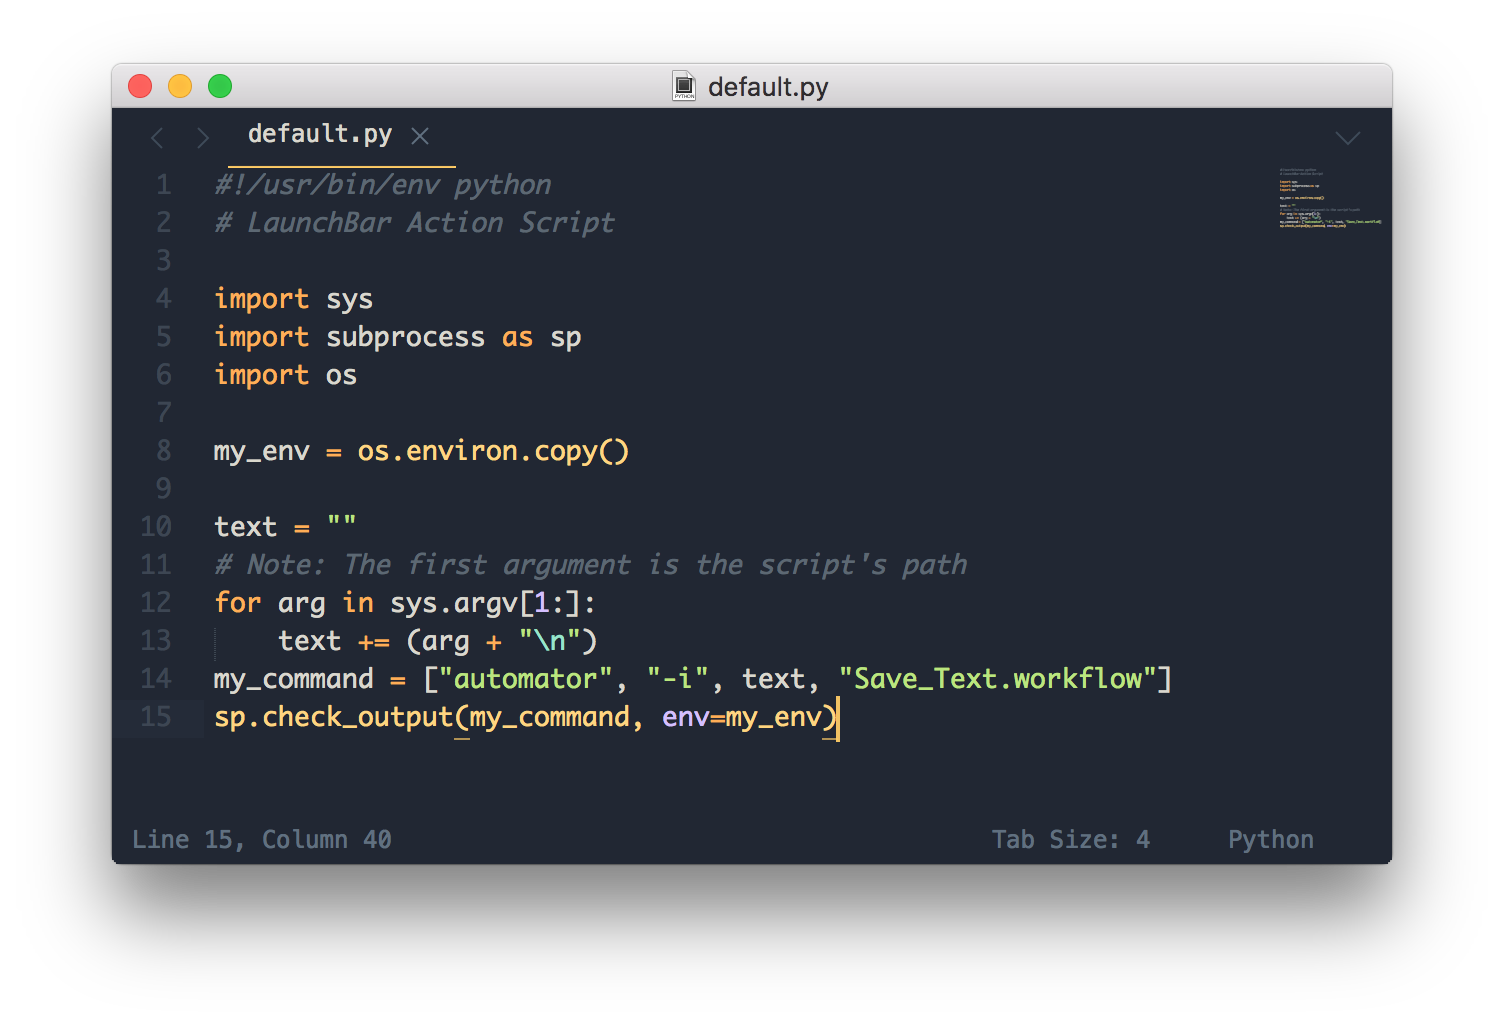 default.py
default.py
1 #!/usr/bin/env python
2 # LaunchBar Action Script
3
4 import sys
5 import subprocess as sp
6 import os
7
8 my_env = os.environ.copy()
9
10 text = ""
11 # Note: The first argument is the script's path
12 for arg in sys.argv[1:]:
13     text += (arg + "\n")
14 my_command = ["automator", "-i", text, "Save_Text.workflow"]
15 sp.check_output(my_command, env=my_env)
Line 15, Column 40 Tab Size: 4 Python